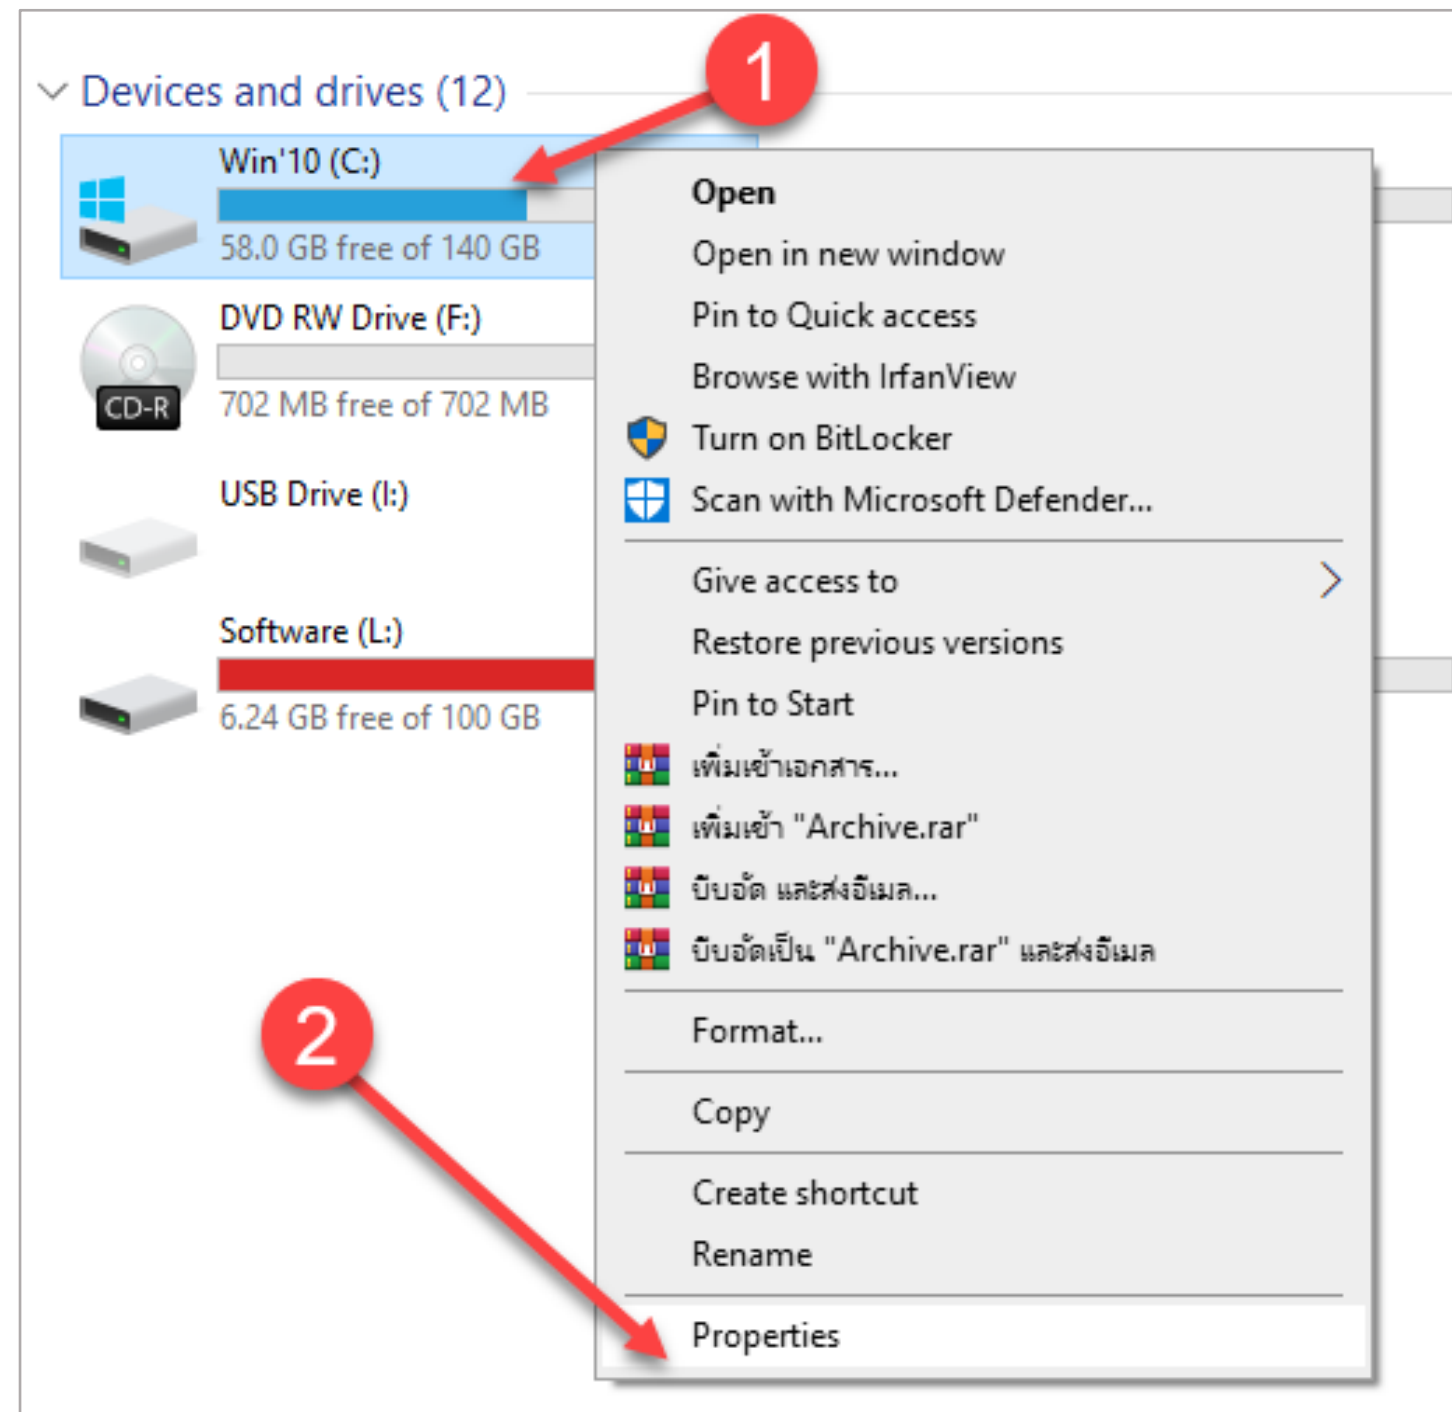 Devices and drives (12)
1
Win'10 (C:)
58.0 GB free of 140 GB
DVD RW Drive (F:)
CD-R
702 MB free of 702 MB
USB Drive (I:)
Software (L:)
6.24 GB free of 100 GB
Open
Open in new window
Pin to Quick access
Browse with IrfanView
Turn on BitLocker
Scan with Microsoft Defender...
Give access to
Restore previous versions
Pin to Start
เพิ่มเข้าเอกสาร...
เพิ่มเข้า "Archive.rar"
บีบอัด และส่งอีเมล...
บีบอัดเป็น "Archive.rar" และส่งอีเมล
Format...
Copy
Create shortcut
Rename
2
Properties